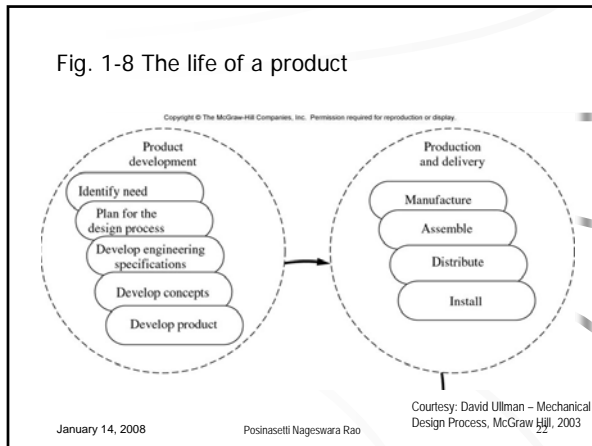 Fig. 1-8 The life of a product
Copyright © The McGraw-Hill Companies, Inc. Permission required for reproduction or display.
Product
development
Identify need
Plan for the
design process
Develop engineering
specifications
Develop concepts
Develop product
Production
and delivery
Manufacture
Assemble
Distribute
Install
Courtesy: David Ullman – Mechanical
Design Process, McGraw Hill, 2003
January 14, 2008
Posinasetti Nageswara Rao
22